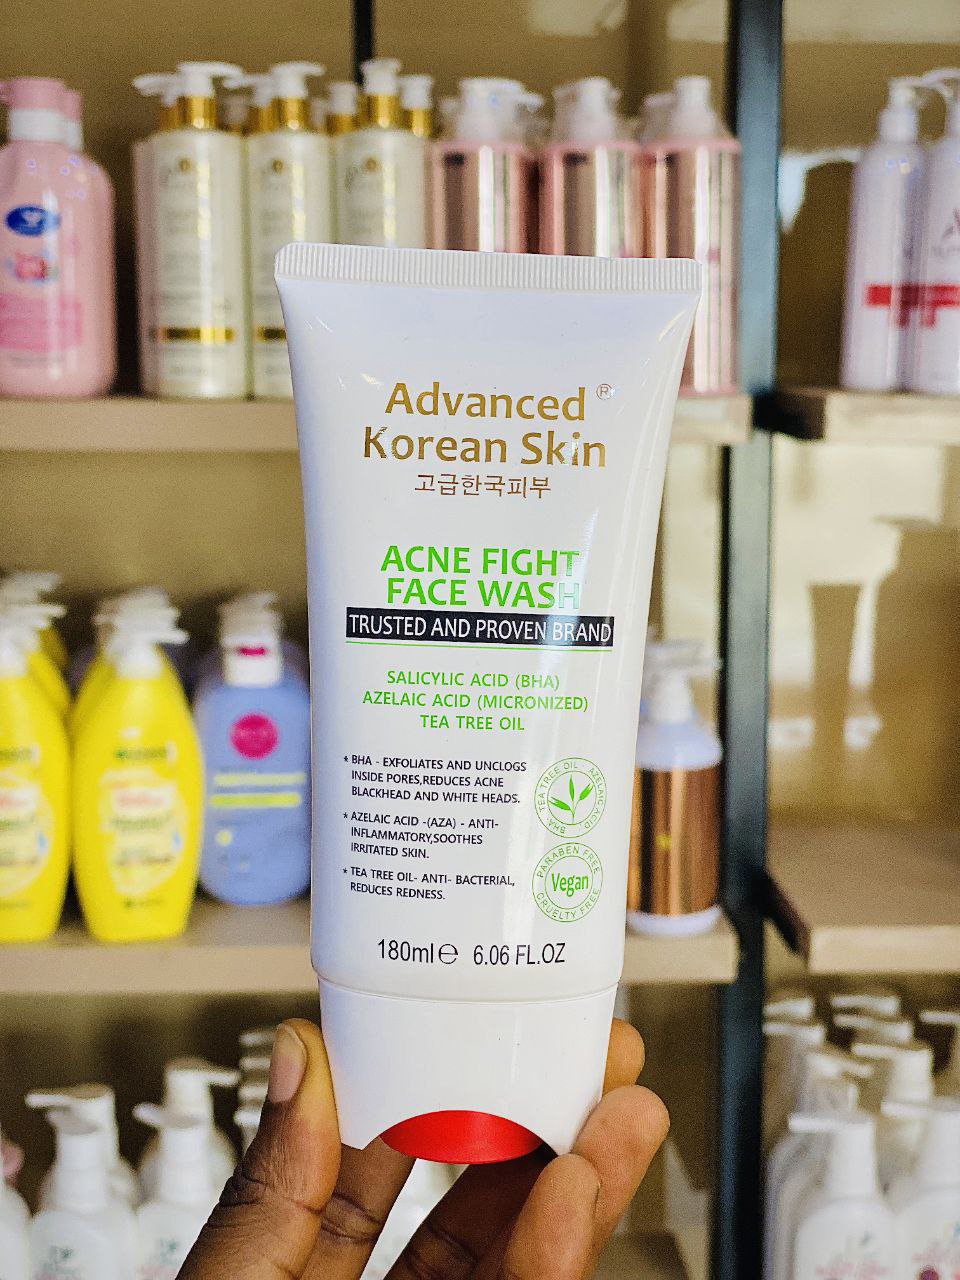 Advanced ®
Korean Skin
고급한국피부
ACNE FIGHT
FACE WASH
TRUSTED AND PROVEN BRAND
SALICYLIC ACID (BHA)
AZELAIC ACID (MICRONIZED)
TEA TREE OIL
* BHA - EXFOLIATES AND UNCLOGS
INSIDE PORES,REDUCES ACNE
BLACKHEAD AND WHITE HEADS.
* AZELAIC ACID -(AZA) - ANTI-
INFLAMMATORY,SOOTHES
IRRITATED SKIN.
* TEA TREE OIL- ANTI- BACTERIAL,
REDUCES REDNESS.
BHA· TEA TREE OIL - AZELAIC ACID
PARABEN FREE
Vegan
CRUELTY FREE
180ml℮ 6.06 FL.OZ